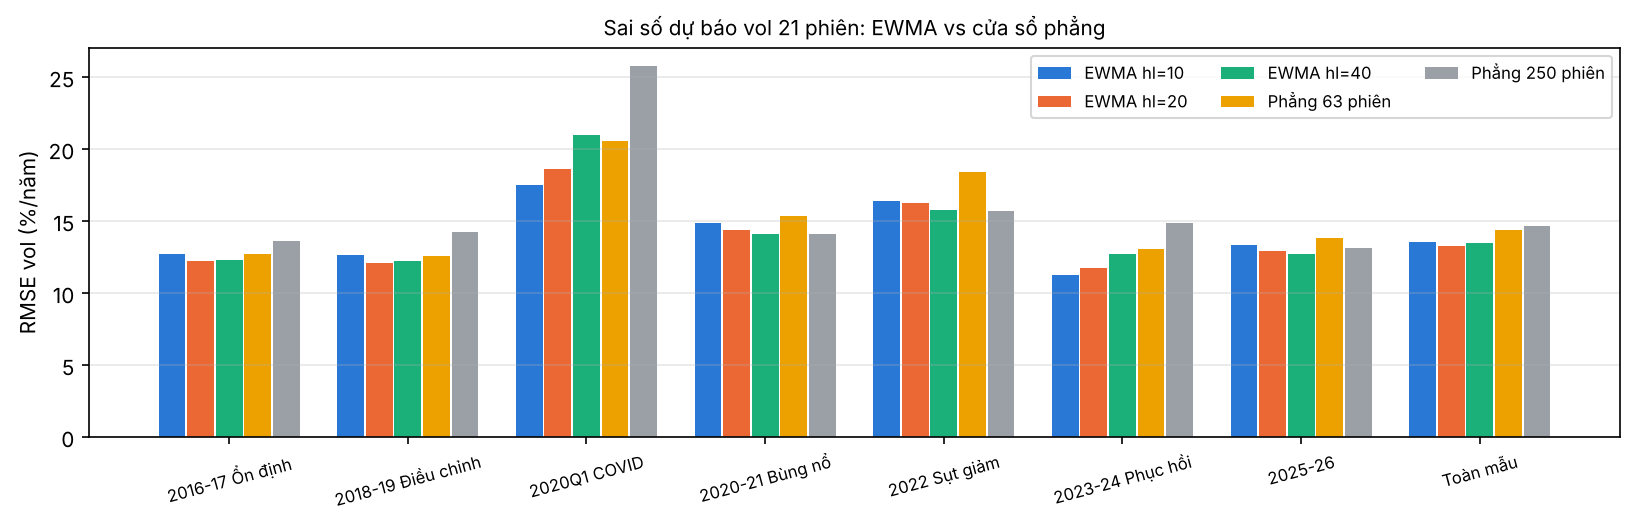 Sai số dự báo vol 21 phiên: EWMA vs cửa sổ phẳng
EWMA hl=10
EWMA hl=20
EWMA hl=40
Phẳng 63 phiên
Phẳng 250 phiên
RMSE vol (%/năm)
25
20
15
10
5
0
2016-17 Ổn định
2018-19 Điều chỉnh
2020Q1 COVID
2020-21 Bùng nổ
2022 Sụt giảm
2023-24 Phục hồi
2025-26
Toàn mẫu